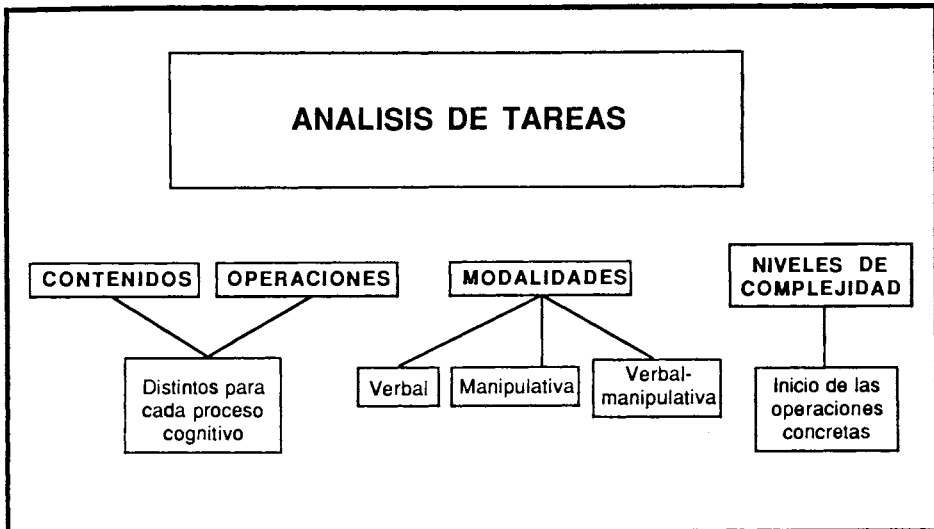 ANALISIS DE TAREAS
CONTENIDOS
OPERACIONES
MODALIDADES
NIVELES DE
COMPLEJIDAD
Distintos para
cada proceso
cognitivo
Verbal
Manipulativa
Verbal-
manipulativa
Inicio de las
operaciones
concretas